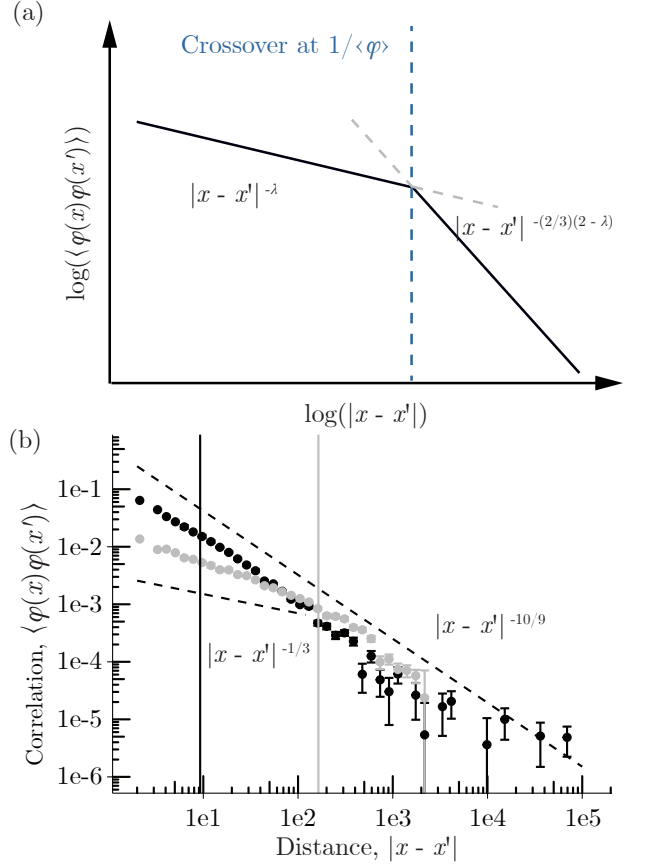 (a)
Crossover at 1/‹φ›
log(⟨φ(x)φ(x')⟩)
|x - x'| -λ
|x - x'| -(2/3)(2 - λ)
log(|x - x'|)
(b)
Correlation, ⟨φ(x)φ(x')⟩
1e-1
1e-2
1e-3
1e-4
1e-5
1e-6
|x - x'| -1/3
|x - x'| -10/9
1e1 1e2 1e3 1e4 1e5
Distance, |x - x'|